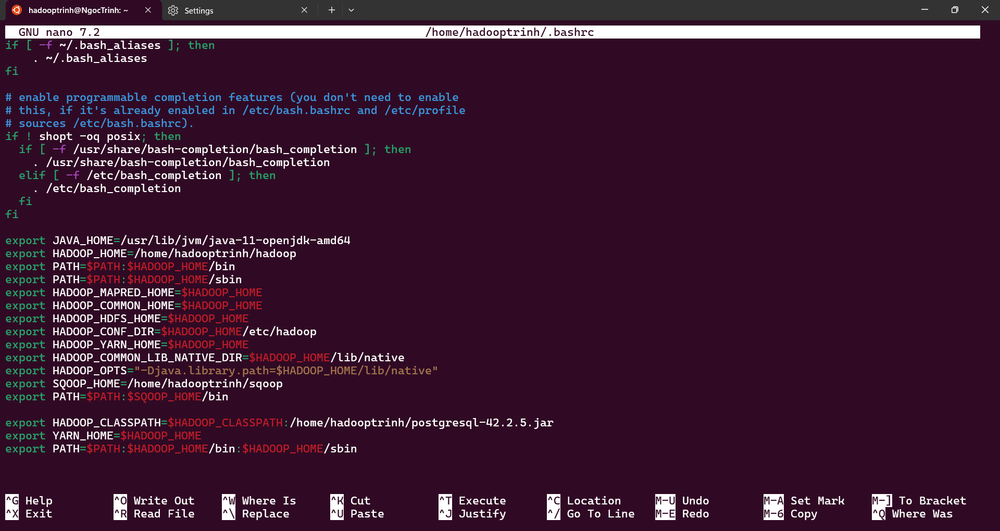 hadooptrinh@NgocTrinh: ~
Settings
GNU nano 7.2 /home/hadooptrinh/.bashrc
if [ -f ~/.bash_aliases ]; then
    . ~/.bash_aliases
fi
# enable programmable completion features (you don't need to enable
# this, if it's already enabled in /etc/bash.bashrc and /etc/profile
# sources /etc/bash.bashrc).
if ! shopt -oq posix; then
  if [ -f /usr/share/bash-completion/bash_completion ]; then
    . /usr/share/bash-completion/bash_completion
  elif [ -f /etc/bash_completion ]; then
    . /etc/bash_completion
  fi
fi
export JAVA_HOME=/usr/lib/jvm/java-11-openjdk-amd64
export HADOOP_HOME=/home/hadooptrinh/hadoop
export PATH=$PATH:$HADOOP_HOME/bin
export PATH=$PATH:$HADOOP_HOME/sbin
export HADOOP_MAPRED_HOME=$HADOOP_HOME
export HADOOP_COMMON_HOME=$HADOOP_HOME
export HADOOP_HDFS_HOME=$HADOOP_HOME
export HADOOP_CONF_DIR=$HADOOP_HOME/etc/hadoop
export HADOOP_YARN_HOME=$HADOOP_HOME
export HADOOP_COMMON_LIB_NATIVE_DIR=$HADOOP_HOME/lib/native
export HADOOP_OPTS="-Djava.library.path=$HADOOP_HOME/lib/native"
export SQOOP_HOME=/home/hadooptrinh/sqoop
export PATH=$PATH:$SQOOP_HOME/bin
export HADOOP_CLASSPATH=$HADOOP_CLASSPATH:/home/hadooptrinh/postgresql-42.2.5.jar
export YARN_HOME=$HADOOP_HOME
export PATH=$PATH:$HADOOP_HOME/bin:$HADOOP_HOME/sbin
^G Help ^O Write Out ^W Where Is ^K Cut ^T Execute ^C Location M-U Undo M-A Set Mark M-] To Bracket
^X Exit ^R Read File ^\ Replace ^U Paste ^J Justify ^/ Go To Line M-E Redo M-6 Copy ^Q Where Was